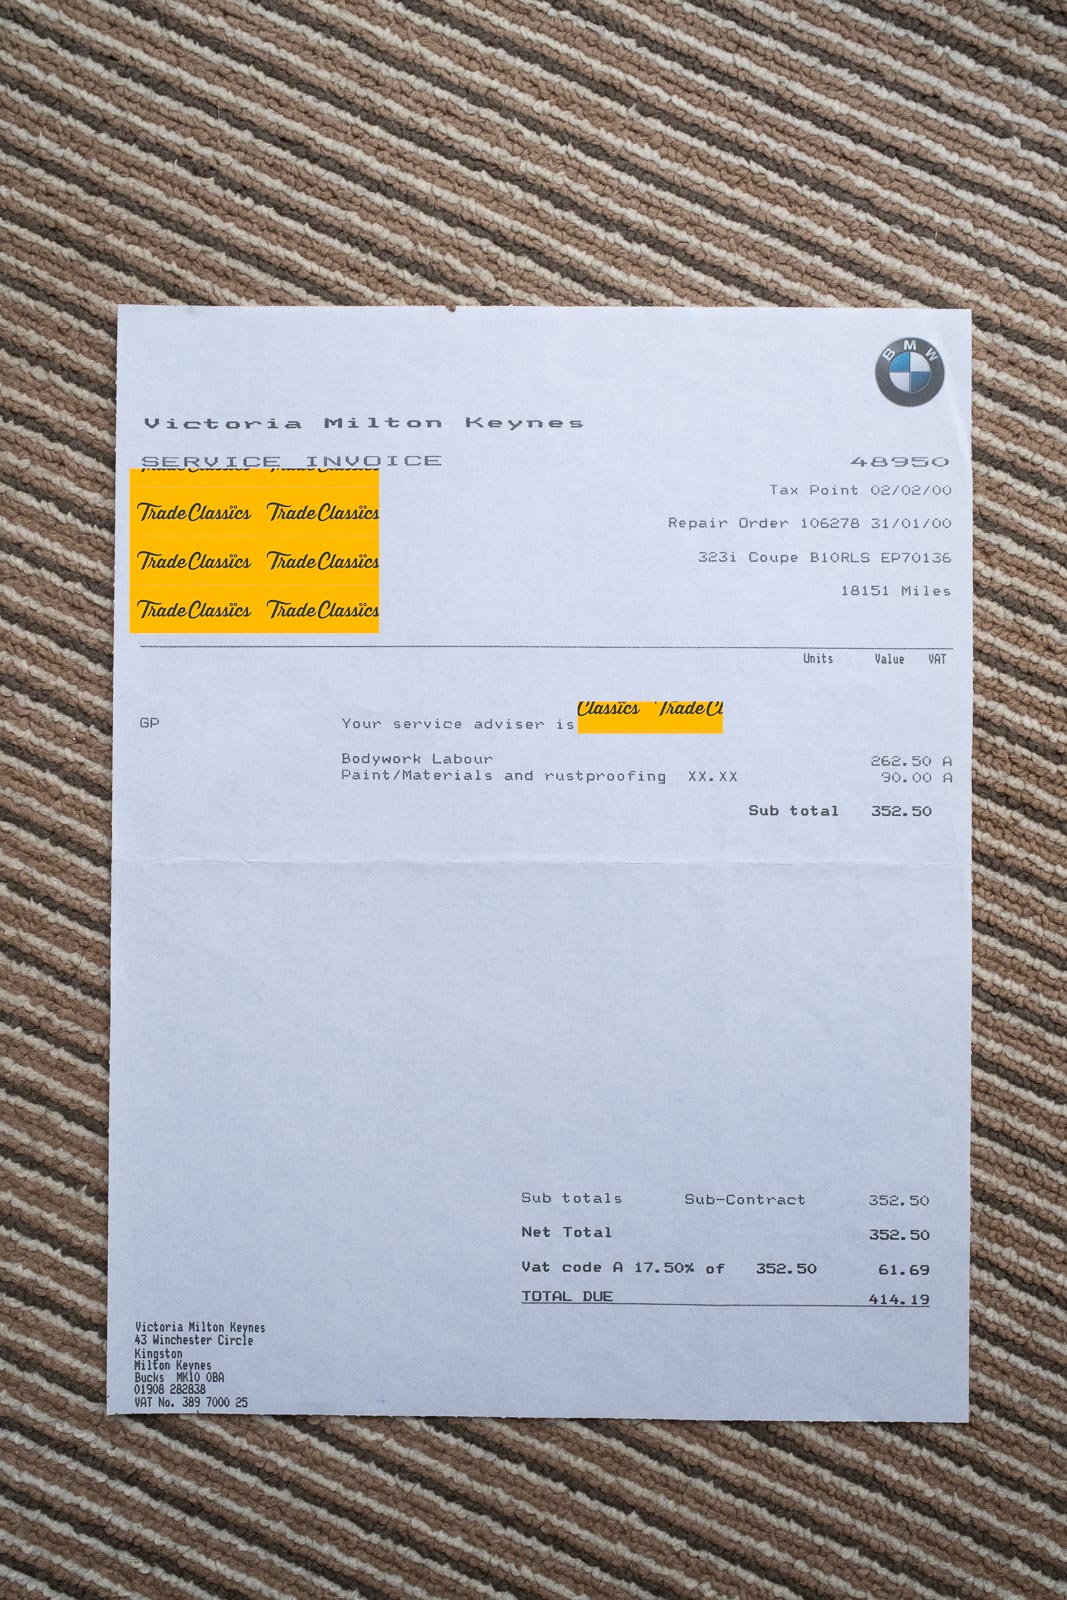 BMW
Victoria Milton Keynes
SERVICE INVOICE 48950
Trade Classics Trade Classics
Trade Classics Trade Classics
Trade Classics Trade Classics
Tax Point 02/02/00
Repair Order 106278 31/01/00
323i Coupe B10RLS EP70136
18151 Miles
Units Value VAT
GP Your service adviser is Classics Trade Cl
Bodywork Labour 262.50 A
Paint/Materials and rustproofing XX.XX 90.00 A
Sub total 352.50
Sub totals Sub-Contract 352.50
Net Total 352.50
Vat code A 17.50% of 352.50 61.69
TOTAL DUE 414.19
Victoria Milton Keynes
43 Winchester Circle
Kingston
Milton Keynes
Bucks MK10 0BA
01908 282838
VAT No. 389 7000 25